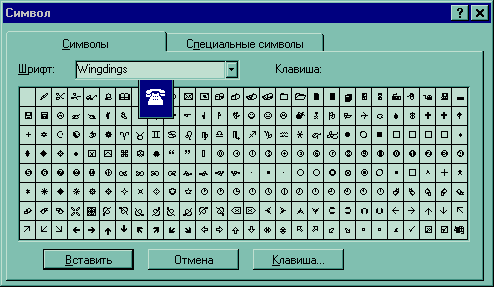 Символ
Символы
Специальные символы
Шрифт: Wingdings
Клавиша:
Вставить
Отмена
Клавиша...